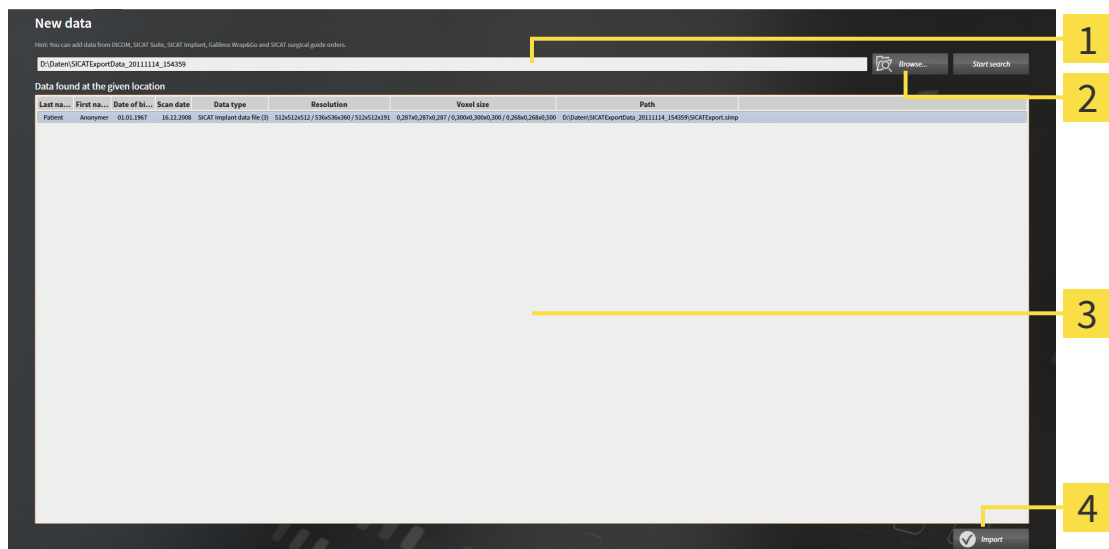 New data
Hint: You can add data from DICOM, SICAT Suite, SICAT Implant, Galileos Wrap&Go and SICAT surgical guide orders.
D:\Daten\SICATExportData_20111114_154359
Browse... Start search
Data found at the given location
Last na... First na... Date of bi... Scan date Data type Resolution Voxel size Path
Patient Anonymer 01.01.1967 16.12.2008 SICAT Implant data file (3) 512x512x512 / 536x536x360 / 512x512x191 0,287x0,287x0,287 / 0,300x0,300x0,300 / 0,268x0,268x0,500 D:\Daten\SICATExportData_20111114_154359\SICATExport.simp
Import
1
2
3
4